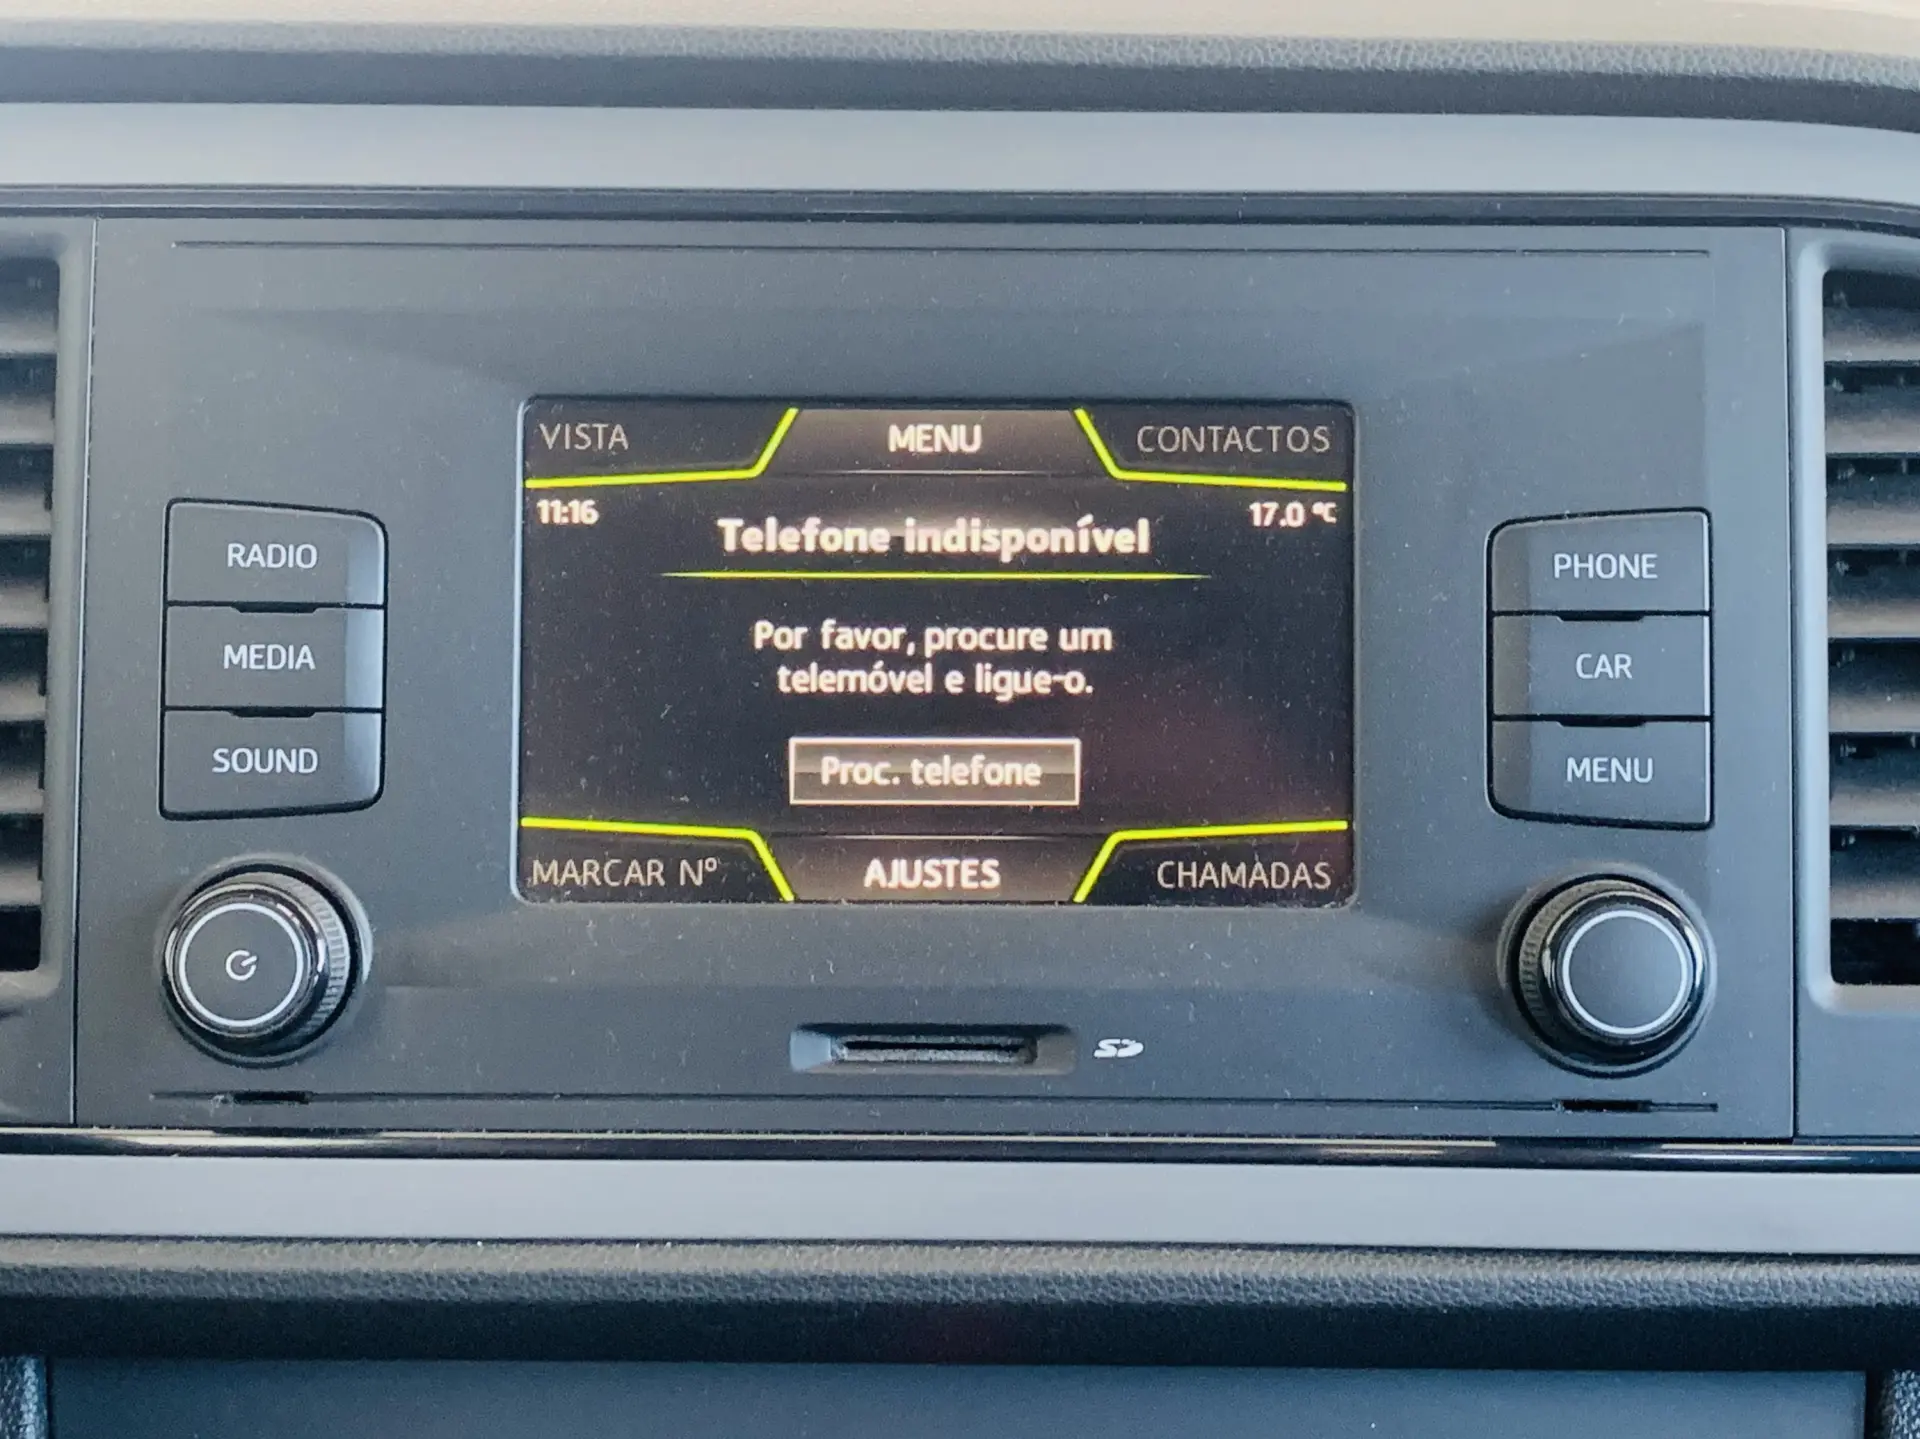 VISTA MENU CONTACTOS
11:16 17.0 °C
Telefone indisponível
Por favor, procure um
telemóvel e ligue-o.
Proc. telefone
MARCAR Nº AJUSTES CHAMADAS
RADIO
MEDIA
SOUND
PHONE
CAR
MENU
SD